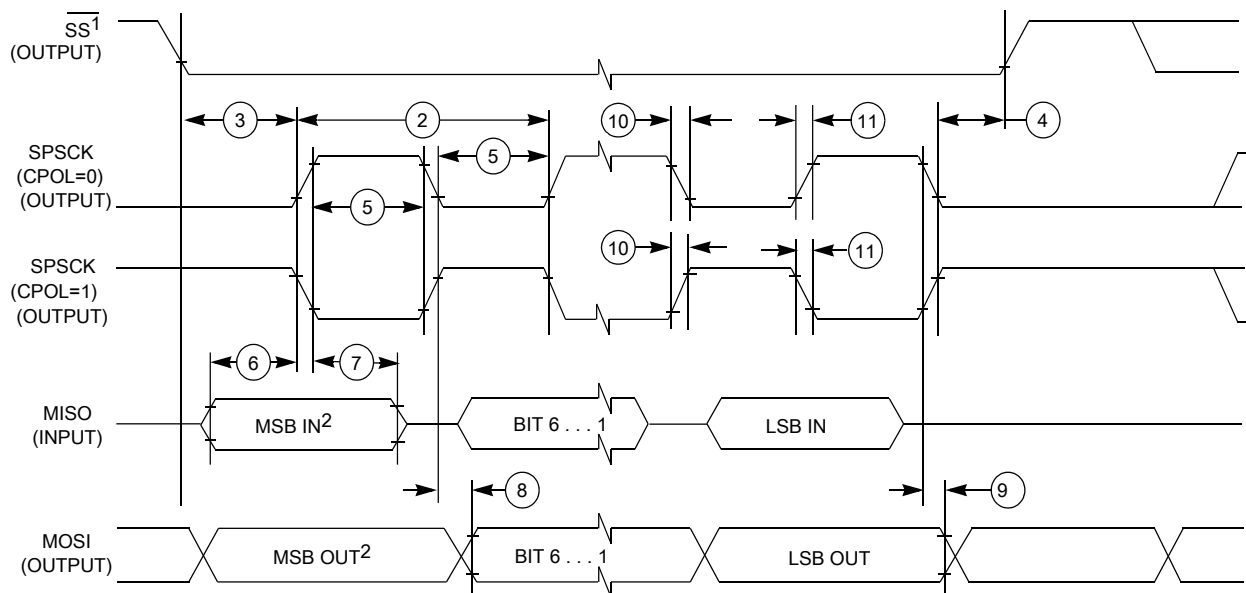 SS1
(OUTPUT)
3
2
10
11
4
SPSCK
(CPOL=0)
(OUTPUT)
5
5
10
11
SPSCK
(CPOL=1)
(OUTPUT)
6
7
MISO
(INPUT)
MSB IN2
BIT 6 . . . 1
LSB IN
8
9
MOSI
(OUTPUT)
MSB OUT2
BIT 6 . . . 1
LSB OUT